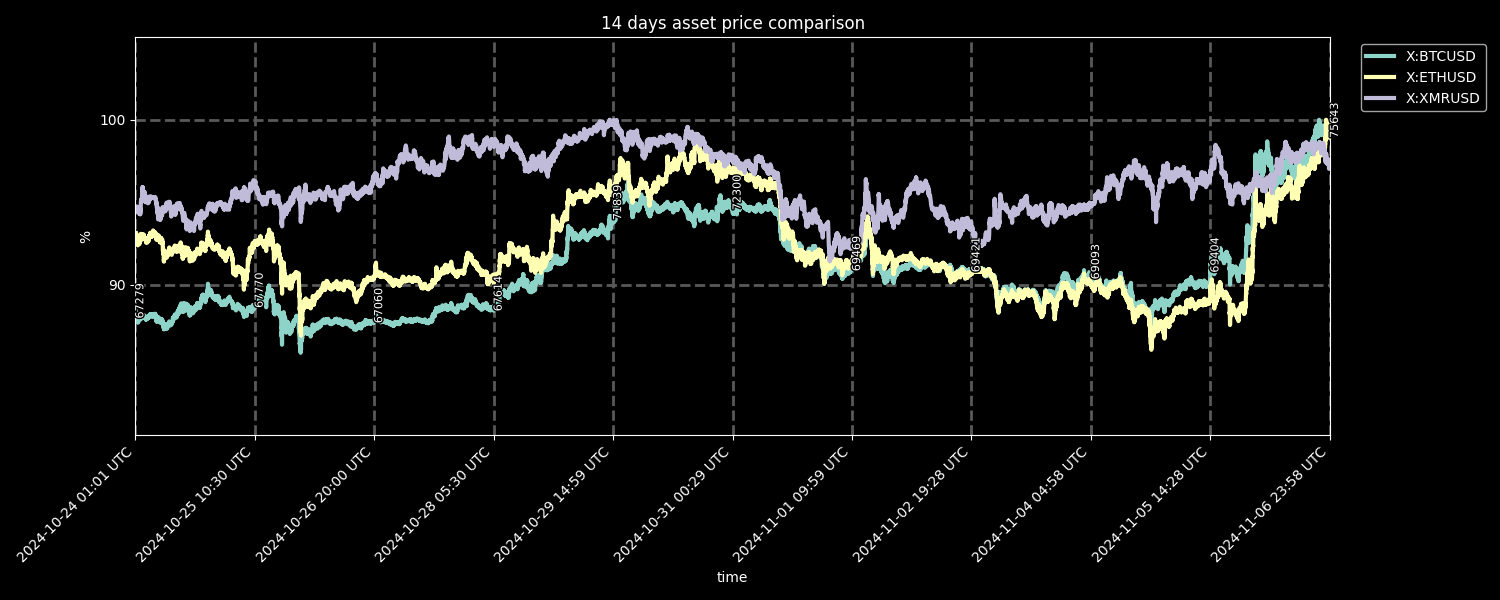 14 days asset price comparison
X:BTCUSD
X:ETHUSD
X:XMRUSD
100
90
%
67279
67770
67060
67614
71839
72300
69469
69421
69093
69404
75643
2024-10-24 01:01 UTC
2024-10-25 10:30 UTC
2024-10-26 20:00 UTC
2024-10-28 05:30 UTC
2024-10-29 14:59 UTC
2024-10-31 00:29 UTC
2024-11-01 09:59 UTC
2024-11-02 19:28 UTC
2024-11-04 04:58 UTC
2024-11-05 14:28 UTC
2024-11-06 23:58 UTC
time